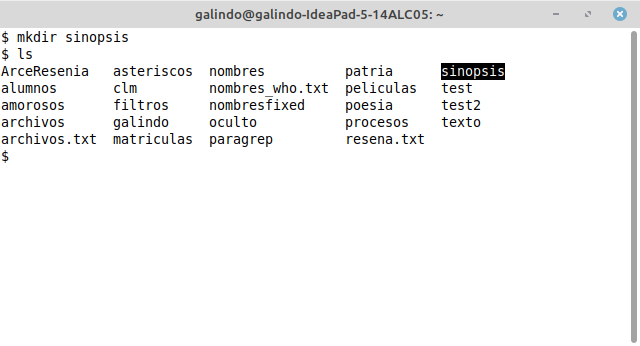 galindo@galindo-IdeaPad-5-14ALC05: ~
$ mkdir sinopsis
$ ls
ArceResenia   asteriscos  nombres          patria     sinopsis
alumnos       clm         nombres_who.txt  peliculas  test
amorosos      filtros     nombresfixed     poesia     test2
archivos      galindo     oculto           procesos   texto
archivos.txt  matriculas  paragrep         resena.txt
$